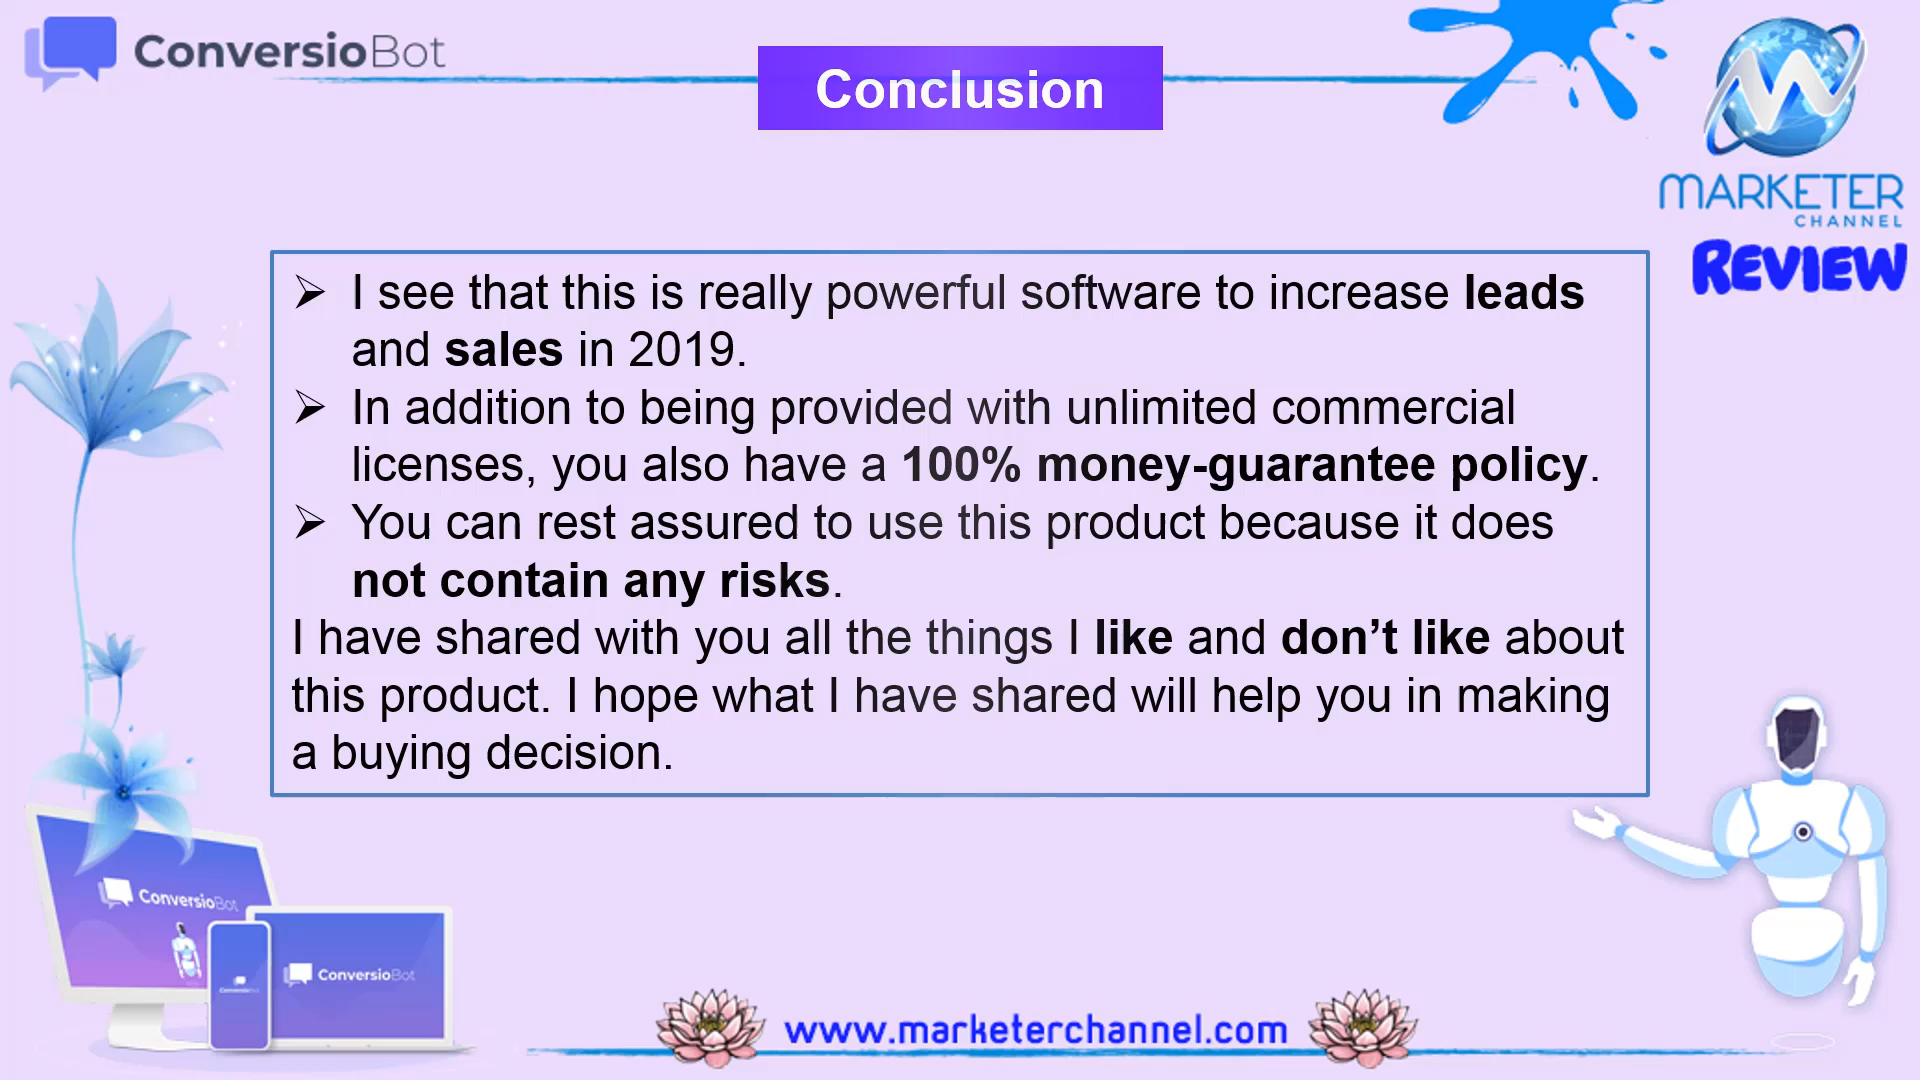 ConversioBot
Conclusion
MARKETER
CHANNEL
REVIEW
➢ I see that this is really powerful software to increase leads
and sales in 2019.
➢ In addition to being provided with unlimited commercial
licenses, you also have a 100% money-guarantee policy.
➢ You can rest assured to use this product because it does
not contain any risks.
I have shared with you all the things I like and don’t like about
this product. I hope what I have shared will help you in making
a buying decision.
ConversioBot
ConversioBot
ConversioBot
www.marketerchannel.com